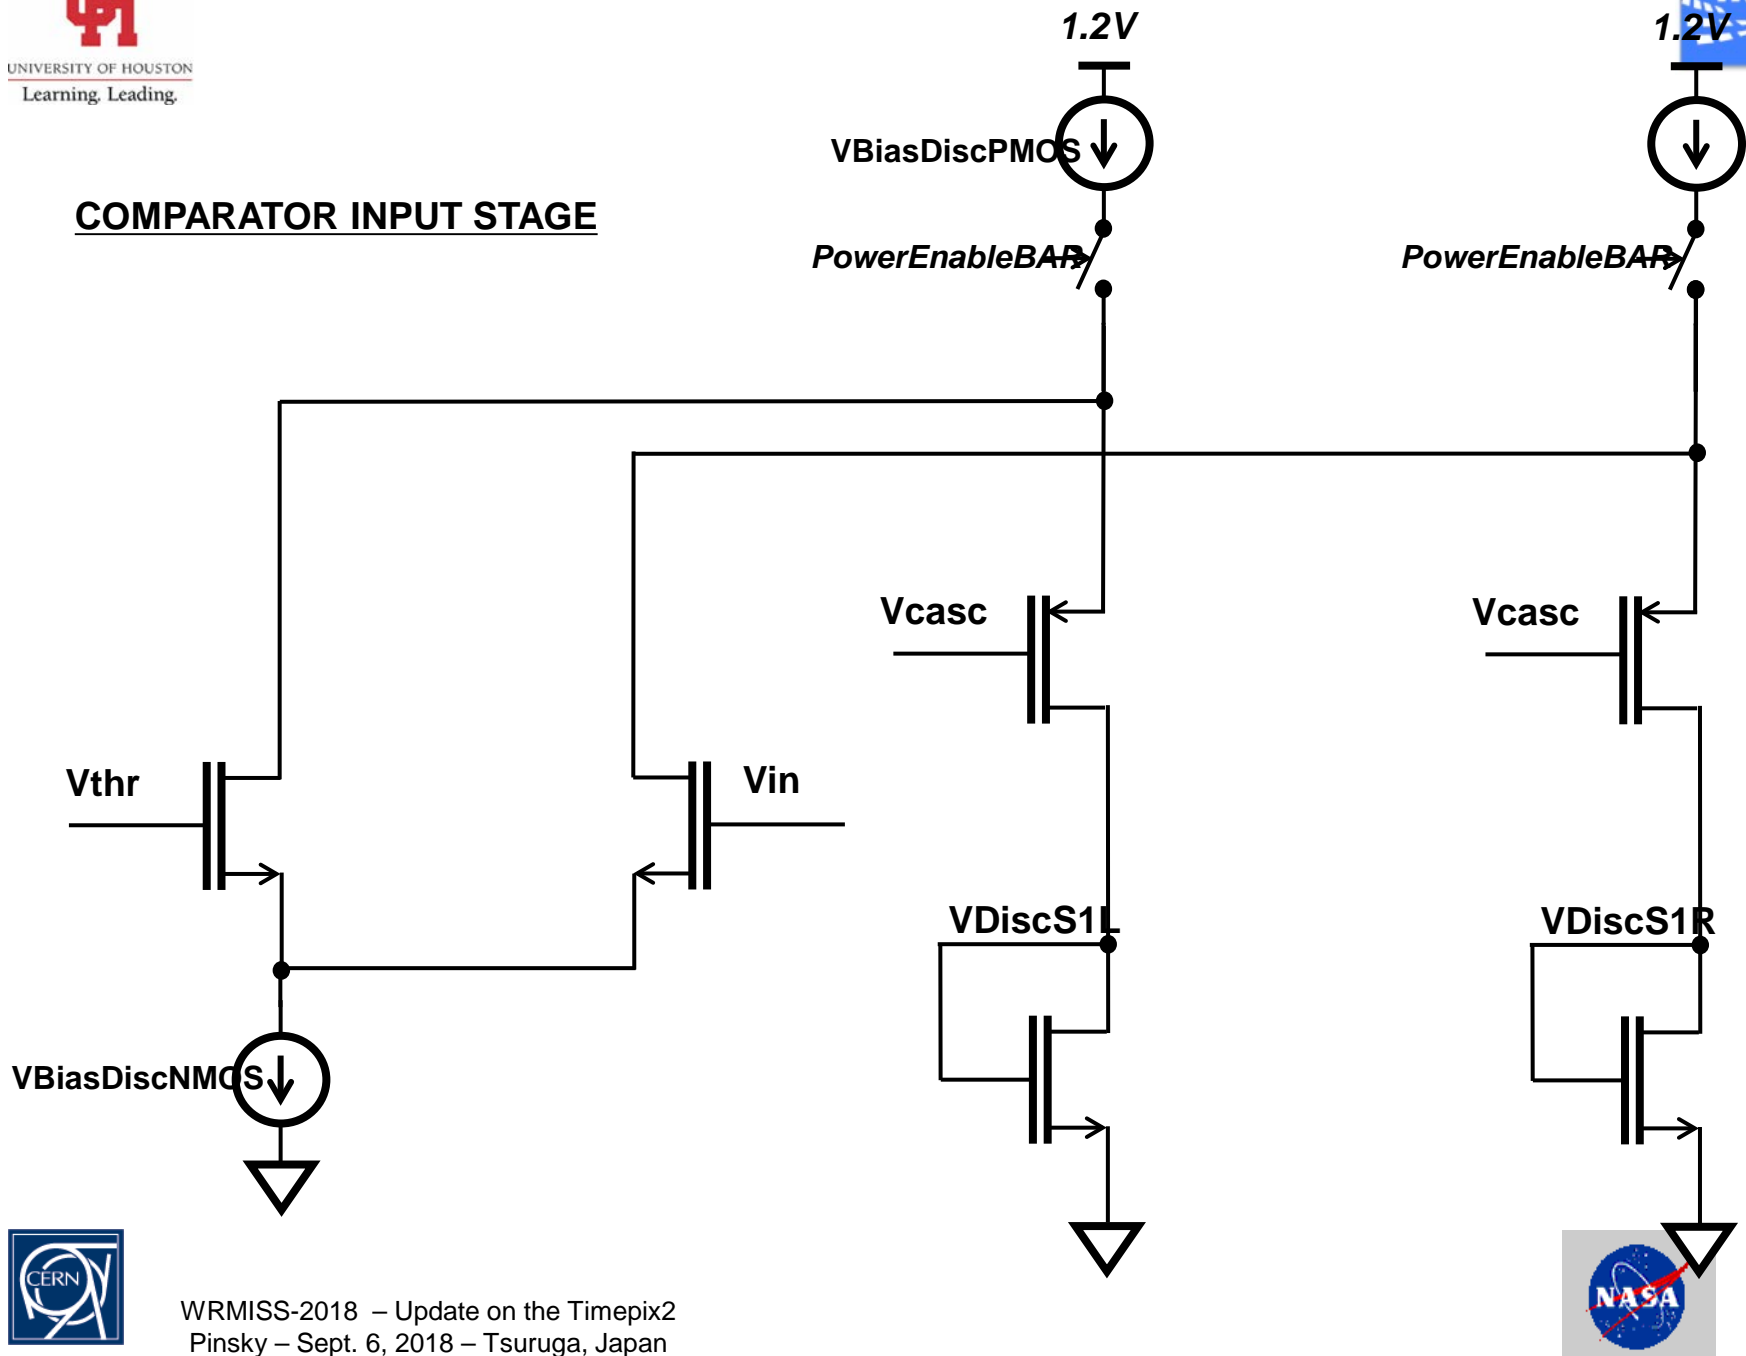 UNIVERSITY OF HOUSTON
Learning. Leading.
1.2V
1.2V
VBiasDiscPMOS
COMPARATOR INPUT STAGE
PowerEnableBAR
PowerEnableBAR
Vcasc
Vcasc
Vthr
Vin
VDiscS1L
VDiscS1R
VBiasDiscNMOS
CERN
NASA
WRMISS-2018 – Update on the Timepix2
Pinsky – Sept. 6, 2018 – Tsuruga, Japan